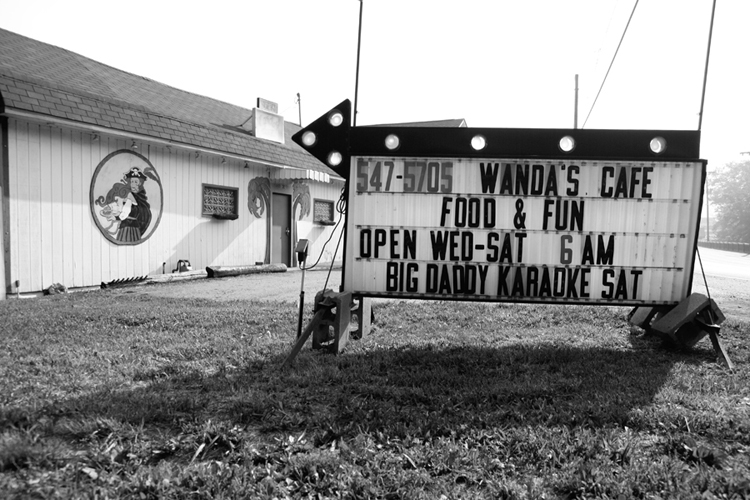 547-5705 WANDA'S CAFE
FOOD & FUN
OPEN WED-SAT 6 AM
BIG DADDY KARAOKE SAT